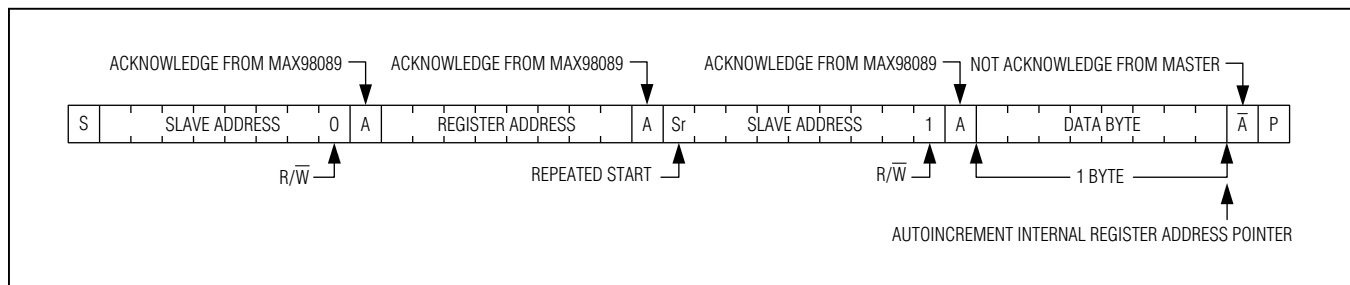 ACKNOWLEDGE FROM MAX98089 ACKNOWLEDGE FROM MAX98089 ACKNOWLEDGE FROM MAX98089 NOT ACKNOWLEDGE FROM MASTER
S SLAVE ADDRESS 0 A REGISTER ADDRESS A Sr SLAVE ADDRESS 1 A DATA BYTE A̅ P
R/W̅ REPEATED START R/W̅ 1 BYTE
AUTOINCREMENT INTERNAL REGISTER ADDRESS POINTER